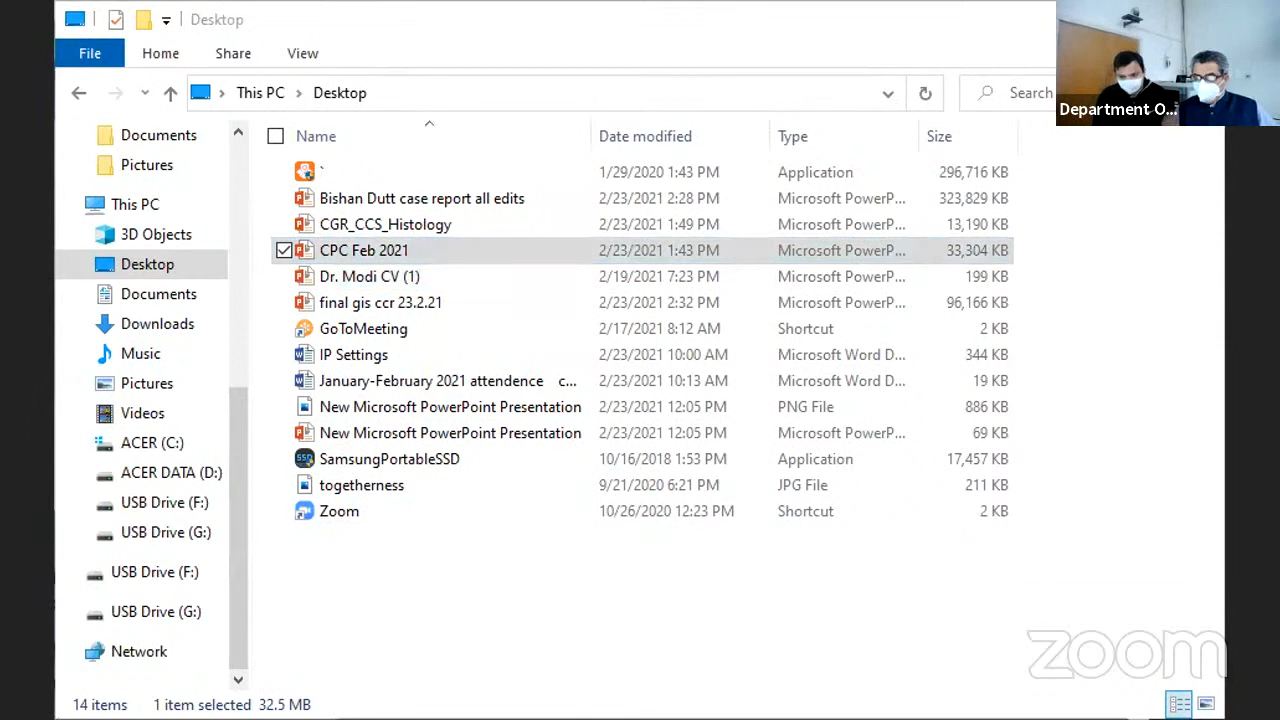 Desktop
File Home Share View
This PC > Desktop Search
Documents
Pictures
This PC
3D Objects
Desktop
Documents
Downloads
Music
Pictures
Videos
ACER (C:)
ACER DATA (D:)
USB Drive (F:)
USB Drive (G:)
USB Drive (F:)
USB Drive (G:)
Network
Name Date modified Type Size
` 1/29/2020 1:43 PM Application 296,716 KB
Bishan Dutt case report all edits 2/23/2021 2:28 PM Microsoft PowerP... 323,829 KB
CGR_CCS_Histology 2/23/2021 1:49 PM Microsoft PowerP... 13,190 KB
CPC Feb 2021 2/23/2021 1:43 PM Microsoft PowerP... 33,304 KB
Dr. Modi CV (1) 2/19/2021 7:23 PM Microsoft PowerP... 199 KB
final gis ccr 23.2.21 2/23/2021 2:32 PM Microsoft PowerP... 96,166 KB
GoToMeeting 2/17/2021 8:12 AM Shortcut 2 KB
IP Settings 2/23/2021 10:00 AM Microsoft Word D... 344 KB
January-February 2021 attendence c... 2/23/2021 10:13 AM Microsoft Word D... 19 KB
New Microsoft PowerPoint Presentation 2/23/2021 12:05 PM PNG File 886 KB
New Microsoft PowerPoint Presentation 2/23/2021 12:05 PM Microsoft PowerP... 69 KB
SamsungPortableSSD 10/16/2018 1:53 PM Application 17,457 KB
togetherness 9/21/2020 6:21 PM JPG File 211 KB
Zoom 10/26/2020 12:23 PM Shortcut 2 KB
14 items 1 item selected 32.5 MB
Department O...
zoom